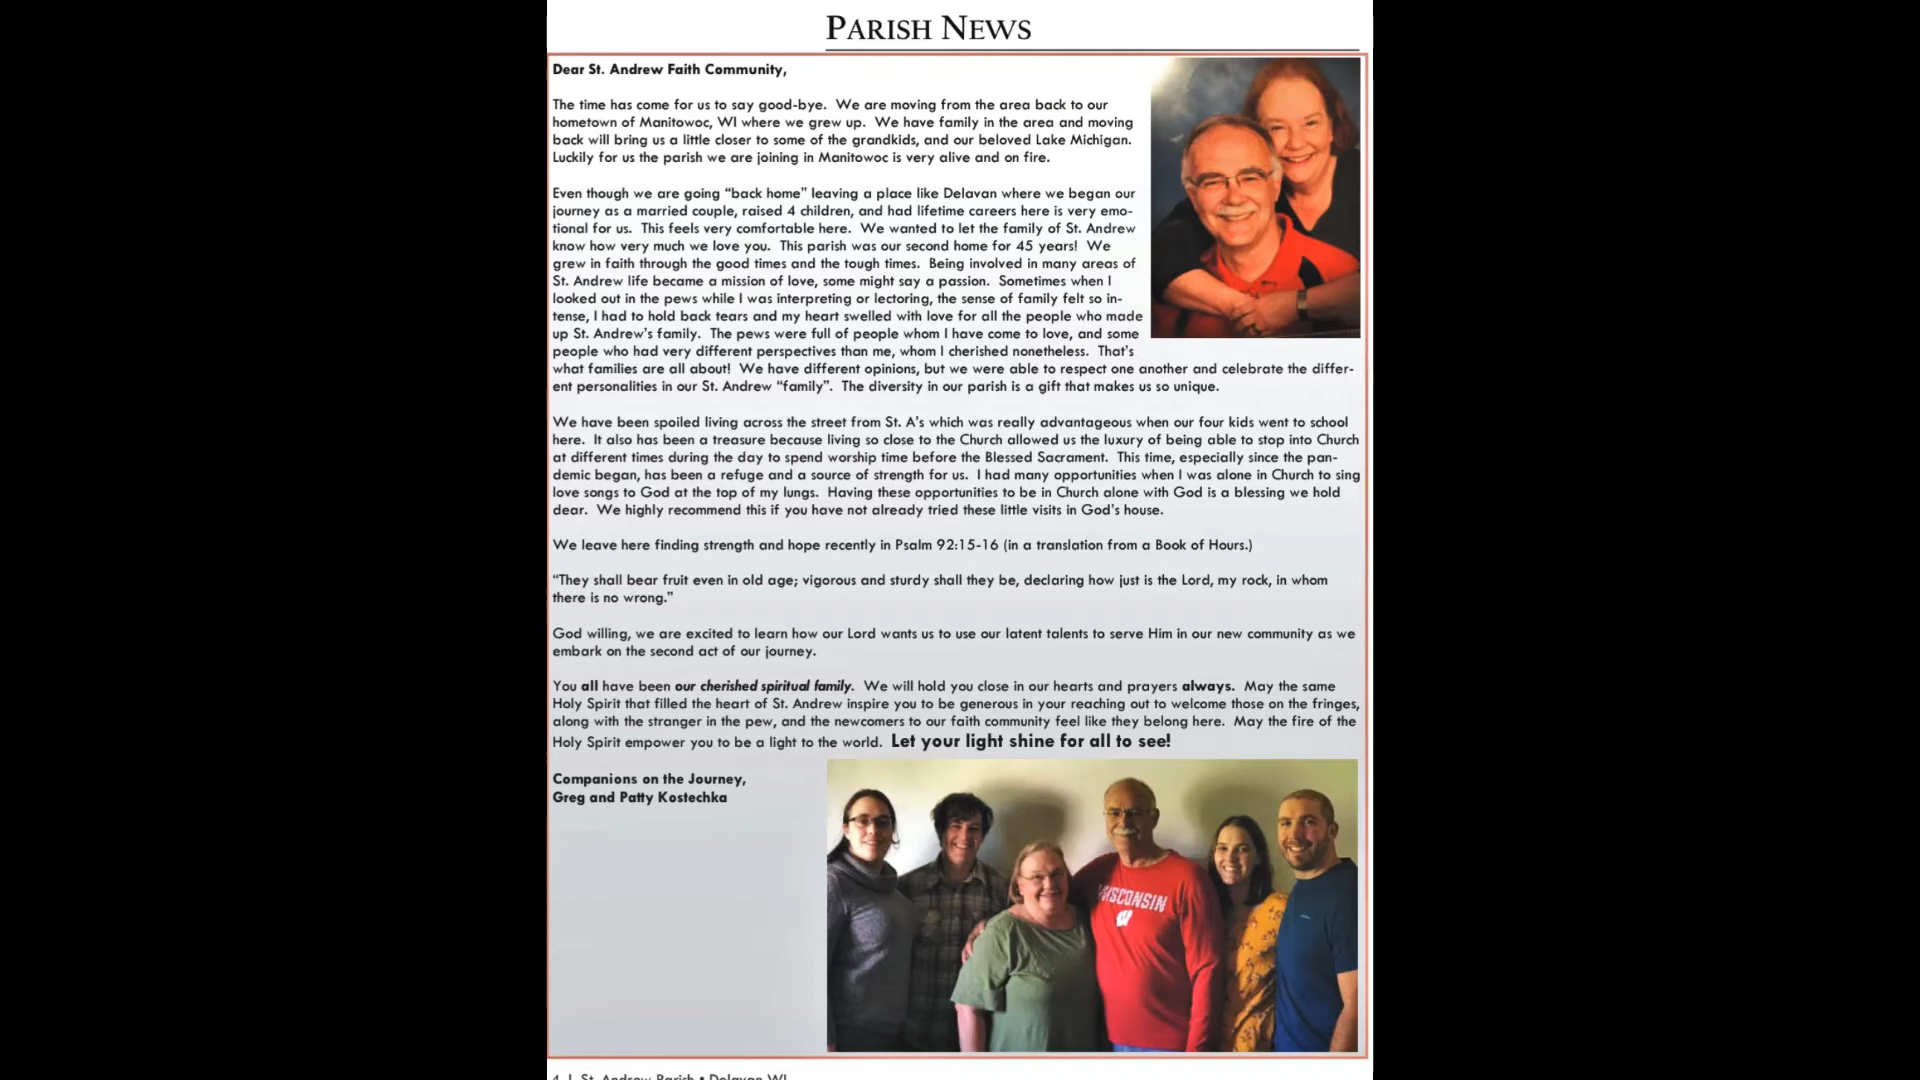 PARISH NEWS
Dear St. Andrew Faith Community,
The time has come for us to say good-bye.  We are moving from the area back to our
hometown of Manitowoc, WI where we grew up.  We have family in the area and moving
back will bring us a little closer to some of the grandkids, and our beloved Lake Michigan.
Luckily for us the parish we are joining in Manitowoc is very alive and on fire.
Even though we are going “back home” leaving a place like Delavan where we began our
journey as a married couple, raised 4 children, and had lifetime careers here is very emo-
tional for us.  This feels very comfortable here.  We wanted to let the family of St. Andrew
know how very much we love you.  This parish was our second home for 45 years!  We
grew in faith through the good times and the tough times.  Being involved in many areas of
St. Andrew life became a mission of love, some might say a passion.  Sometimes when I
looked out in the pews while I was interpreting or lectoring, the sense of family felt so in-
tense, I had to hold back tears and my heart swelled with love for all the people who made
up St. Andrew’s family.  The pews were full of people whom I have come to love, and some
people who had very different perspectives than me, whom I cherished nonetheless.  That’s
what families are all about!  We have different opinions, but we were able to respect one another and celebrate the differ-
ent personalities in our St. Andrew “family”.  The diversity in our parish is a gift that makes us so unique.
We have been spoiled living across the street from St. A’s which was really advantageous when our four kids went to school
here.  It also has been a treasure because living so close to the Church allowed us the luxury of being able to stop into Church
at different times during the day to spend worship time before the Blessed Sacrament.  This time, especially since the pan-
demic began, has been a refuge and a source of strength for us.  I had many opportunities when I was alone in Church to sing
love songs to God at the top of my lungs.  Having these opportunities to be in Church alone with God is a blessing we hold
dear.  We highly recommend this if you have not already tried these little visits in God’s house.
We leave here finding strength and hope recently in Psalm 92:15-16 (in a translation from a Book of Hours.)
“They shall bear fruit even in old age; vigorous and sturdy shall they be, declaring how just is the Lord, my rock, in whom
there is no wrong.”
God willing, we are excited to learn how our Lord wants us to use our latent talents to serve Him in our new community as we
embark on the second act of our journey.
You all have been our cherished spiritual family.  We will hold you close in our hearts and prayers always.  May the same
Holy Spirit that filled the heart of St. Andrew inspire you to be generous in your reaching out to welcome those on the fringes,
along with the stranger in the pew, and the newcomers to our faith community feel like they belong here.  May the fire of the
Holy Spirit empower you to be a light to the world.  Let your light shine for all to see!
Companions on the Journey,
Greg and Patty Kostechka
WISCONSIN
W
4 | St. Andrew Parish • Delavan WI